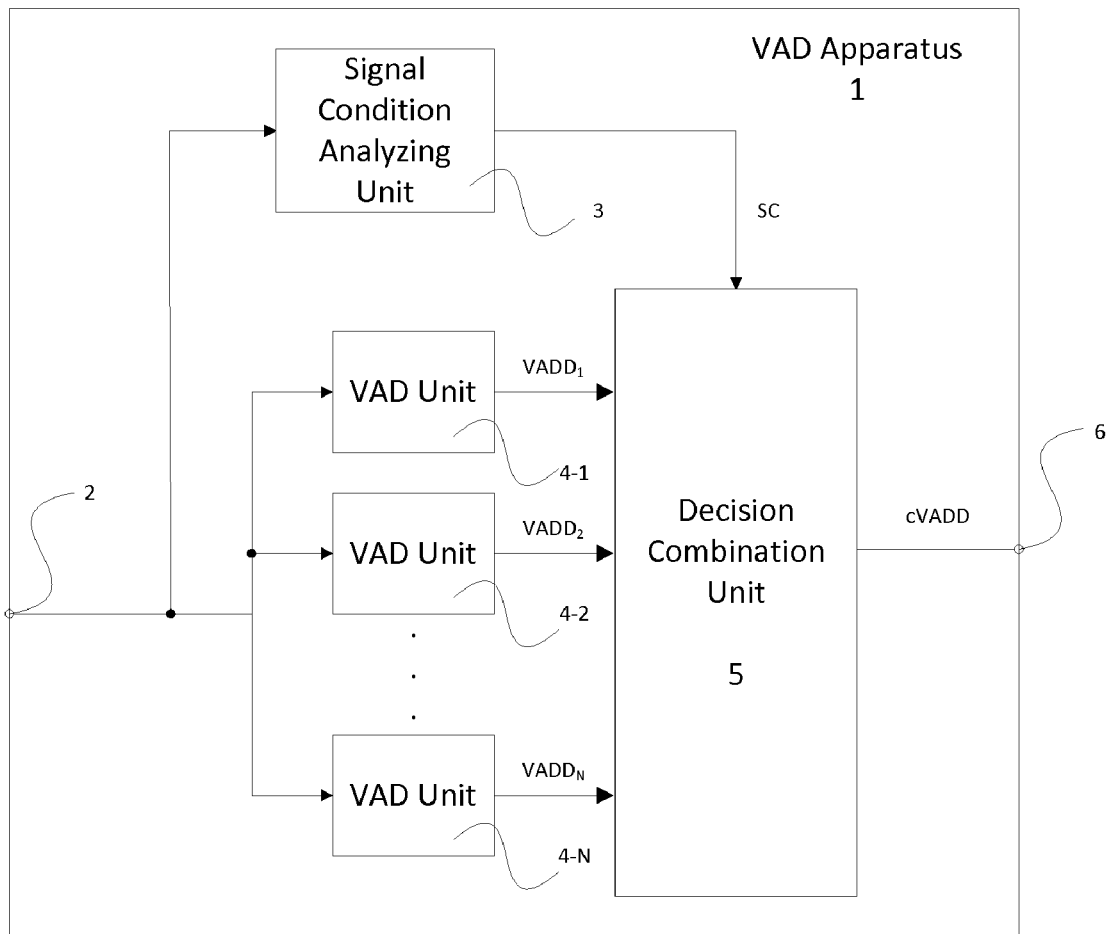 VAD Apparatus
1
Signal
Condition
Analyzing
Unit
3
SC
VAD Unit
VADD₁
4-1
6
2
VAD Unit
VADD₂
4-2
Decision
Combination
Unit
5
cVADD
.
.
.
VAD Unit
VADD_N
4-N